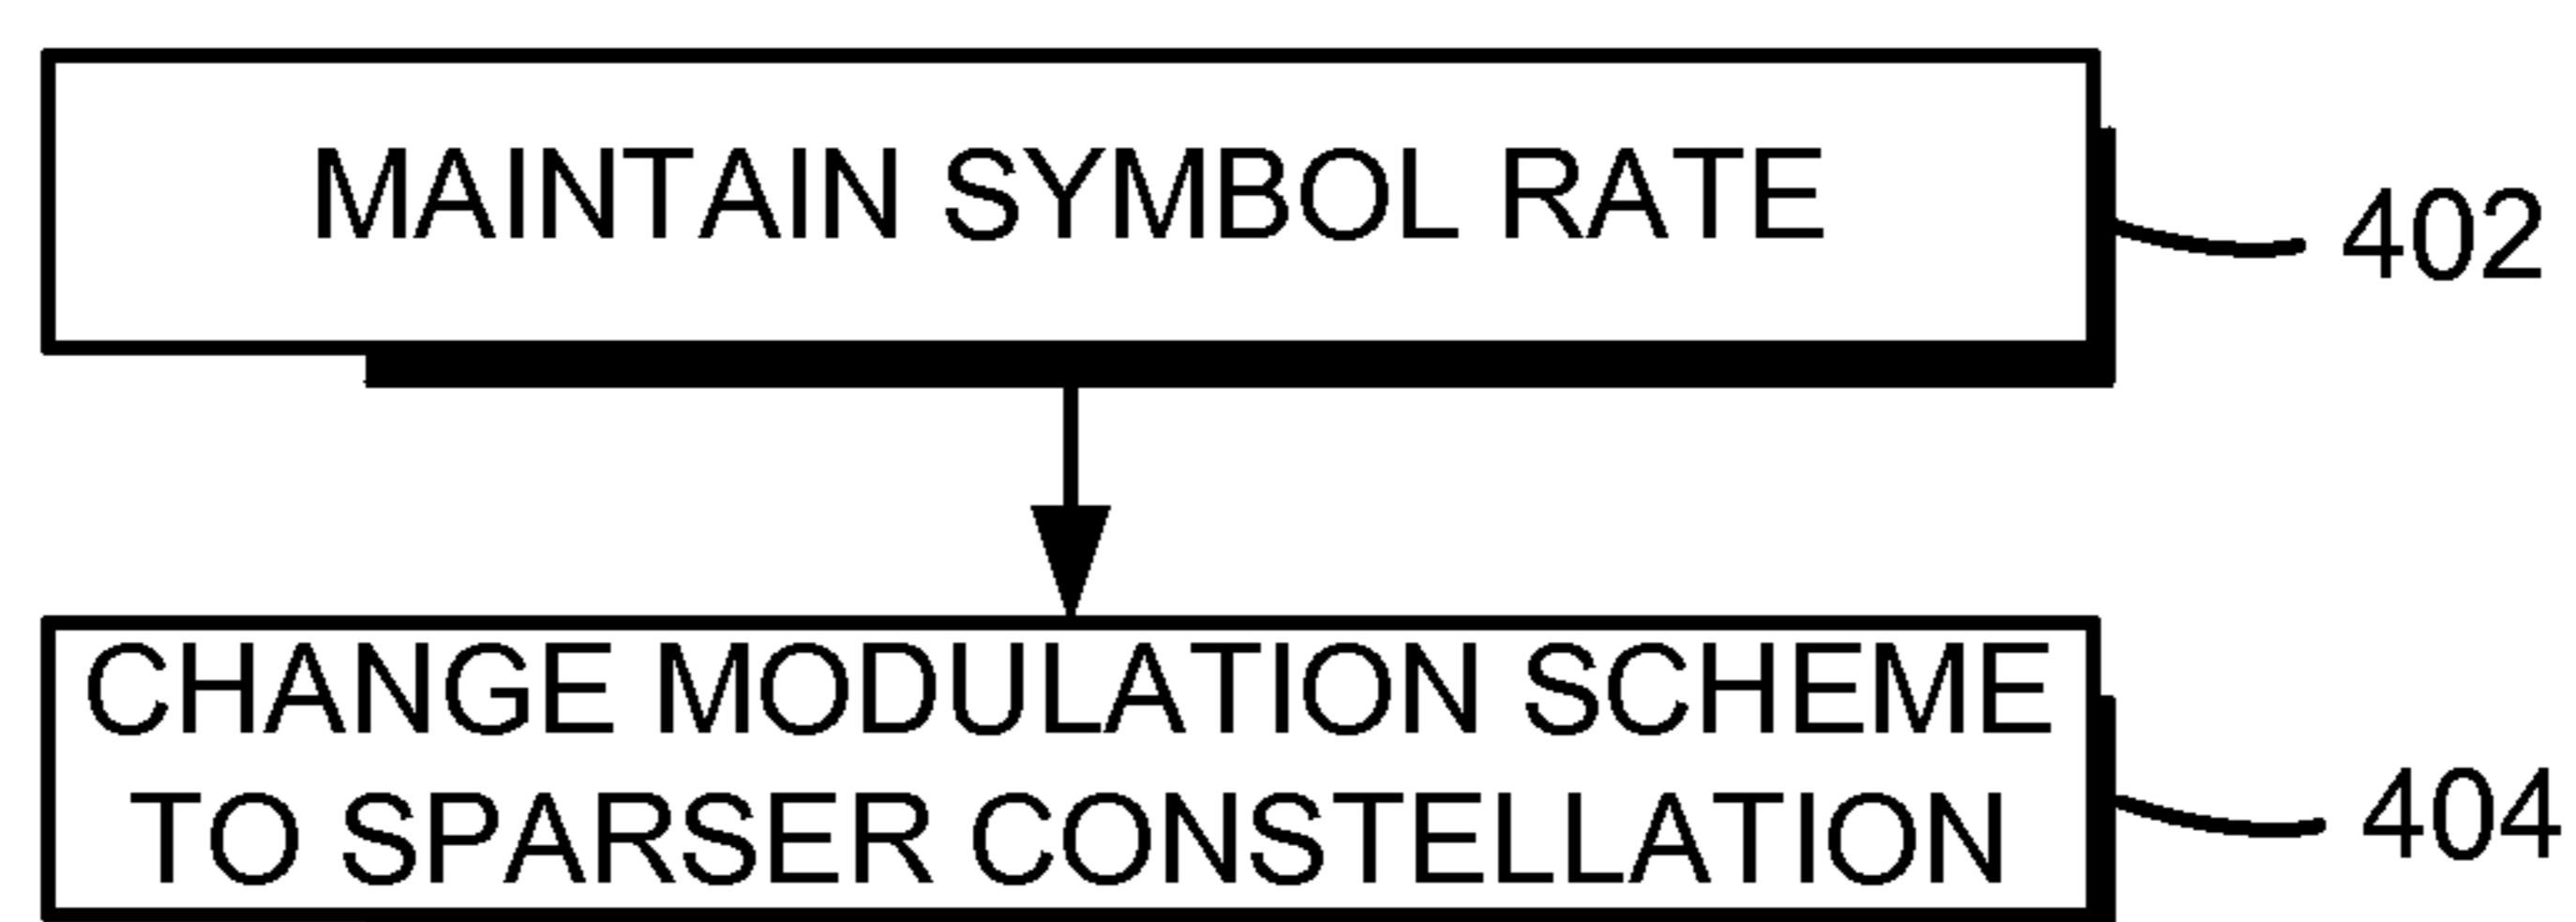 MAINTAIN SYMBOL RATE
402
CHANGE MODULATION SCHEME
TO SPARSER CONSTELLATION
404